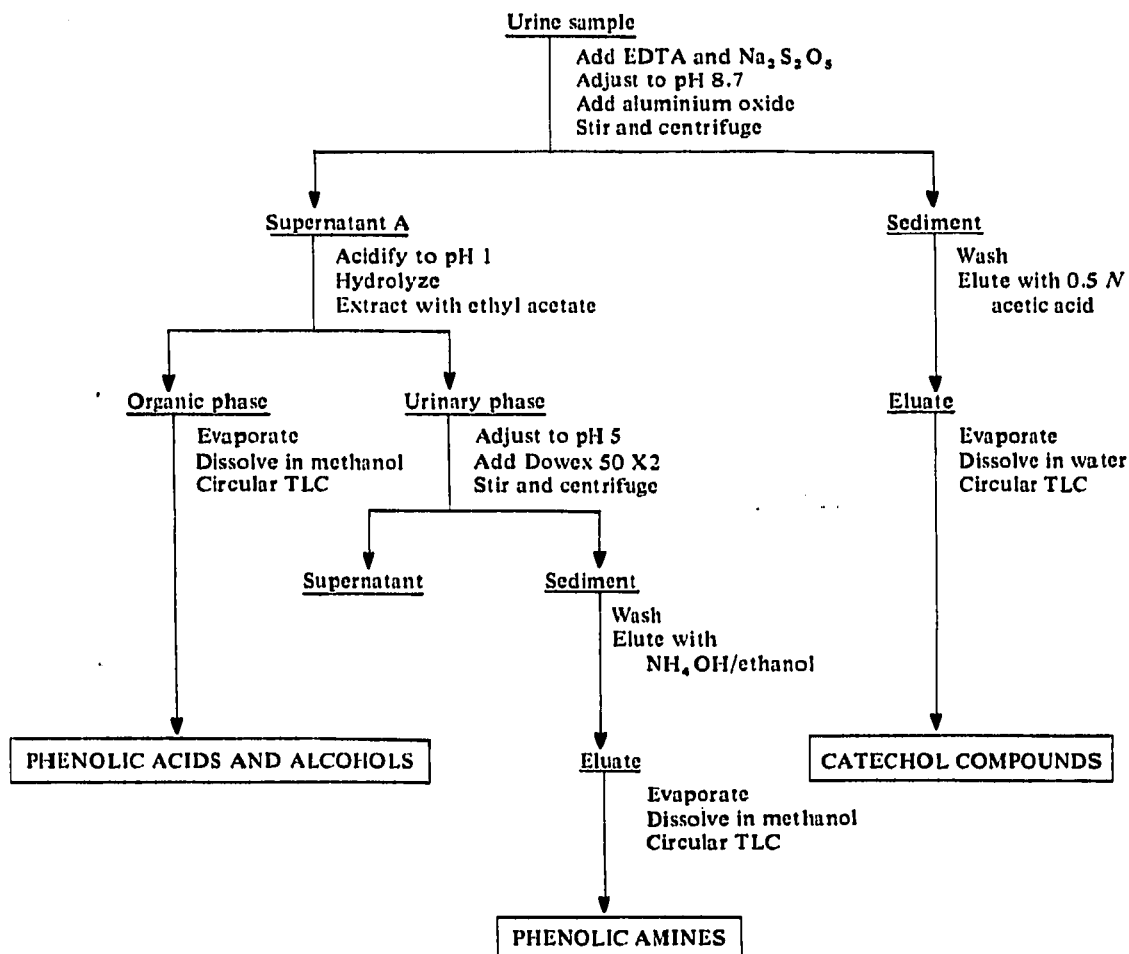 Urine sample
Add EDTA and Na₂S₂O₅
Adjust to pH 8.7
Add aluminium oxide
Stir and centrifuge
Supernatant A
Acidify to pH 1
Hydrolyze
Extract with ethyl acetate
Sediment
Wash
Elute with 0.5 N
acetic acid
Organic phase
Evaporate
Dissolve in methanol
Circular TLC
Urinary phase
Adjust to pH 5
Add Dowex 50 X2
Stir and centrifuge
Eluate
Evaporate
Dissolve in water
Circular TLC
Supernatant
Sediment
Wash
Elute with
NH₄OH/ethanol
PHENOLIC ACIDS AND ALCOHOLS
CATECHOL COMPOUNDS
Eluate
Evaporate
Dissolve in methanol
Circular TLC
PHENOLIC AMINES